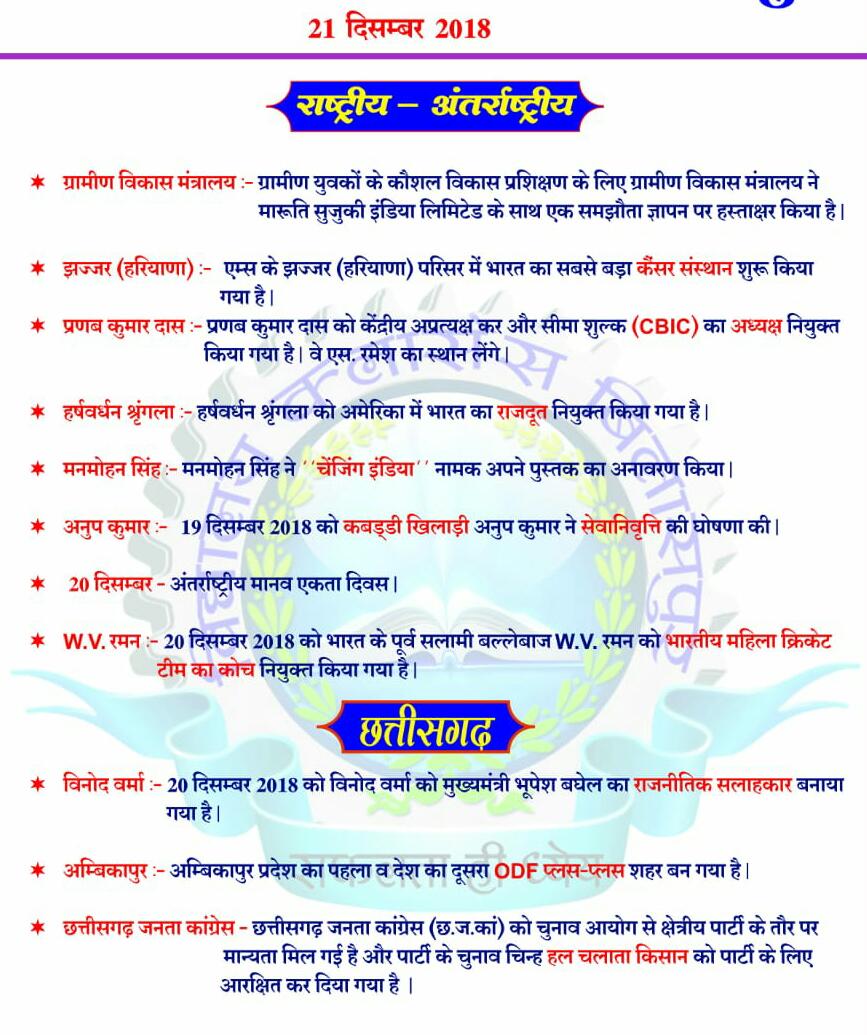 21 दिसम्बर 2018
राष्ट्रीय – अंतर्राष्ट्रीय
✶ ग्रामीण विकास मंत्रालय :- ग्रामीण युवकों के कौशल विकास प्रशिक्षण के लिए ग्रामीण विकास मंत्रालय ने
मारूति सुजुकी इंडिया लिमिटेड के साथ एक समझौता ज्ञापन पर हस्ताक्षर किया है|
✶ झज्जर (हरियाणा) :- एम्स के झज्जर (हरियाणा) परिसर में भारत का सबसे बड़ा कैंसर संस्थान शुरू किया
गया है|
✶ प्रणब कुमार दास :- प्रणब कुमार दास को केंद्रीय अप्रत्यक्ष कर और सीमा शुल्क (CBIC) का अध्यक्ष नियुक्त
किया गया है| वे एस. रमेश का स्थान लेंगे|
✶ हर्षवर्धन श्रृंगला :- हर्षवर्धन श्रृंगला को अमेरिका में भारत का राजदूत नियुक्त किया गया है|
✶ मनमोहन सिंह :- मनमोहन सिंह ने ''चेंजिंग इंडिया'' नामक अपने पुस्तक का अनावरण किया|
✶ अनुप कुमार :- 19 दिसम्बर 2018 को कबड्डी खिलाड़ी अनुप कुमार ने सेवानिवृत्ति की घोषणा की|
✶ 20 दिसम्बर - अंतर्राष्ट्रीय मानव एकता दिवस|
✶ W.V. रमन :- 20 दिसम्बर 2018 को भारत के पूर्व सलामी बल्लेबाज W.V. रमन को भारतीय महिला क्रिकेट
टीम का कोच नियुक्त किया गया है|
छत्तीसगढ़
✶ विनोद वर्मा :- 20 दिसम्बर 2018 को विनोद वर्मा को मुख्यमंत्री भूपेश बघेल का राजनीतिक सलाहकार बनाया
गया है|
✶ अम्बिकापुर :- अम्बिकापुर प्रदेश का पहला व देश का दूसरा ODF प्लस-प्लस शहर बन गया है|
✶ छत्तीसगढ़ जनता कांग्रेस - छत्तीसगढ़ जनता कांग्रेस (छ.ज.कां) को चुनाव आयोग से क्षेत्रीय पार्टी के तौर पर
मान्यता मिल गई है और पार्टी के चुनाव चिन्ह हल चलाता किसान को पार्टी के लिए
आरक्षित कर दिया गया है |
क्लासेस बिलासपुर
सफलता ही ध्येय